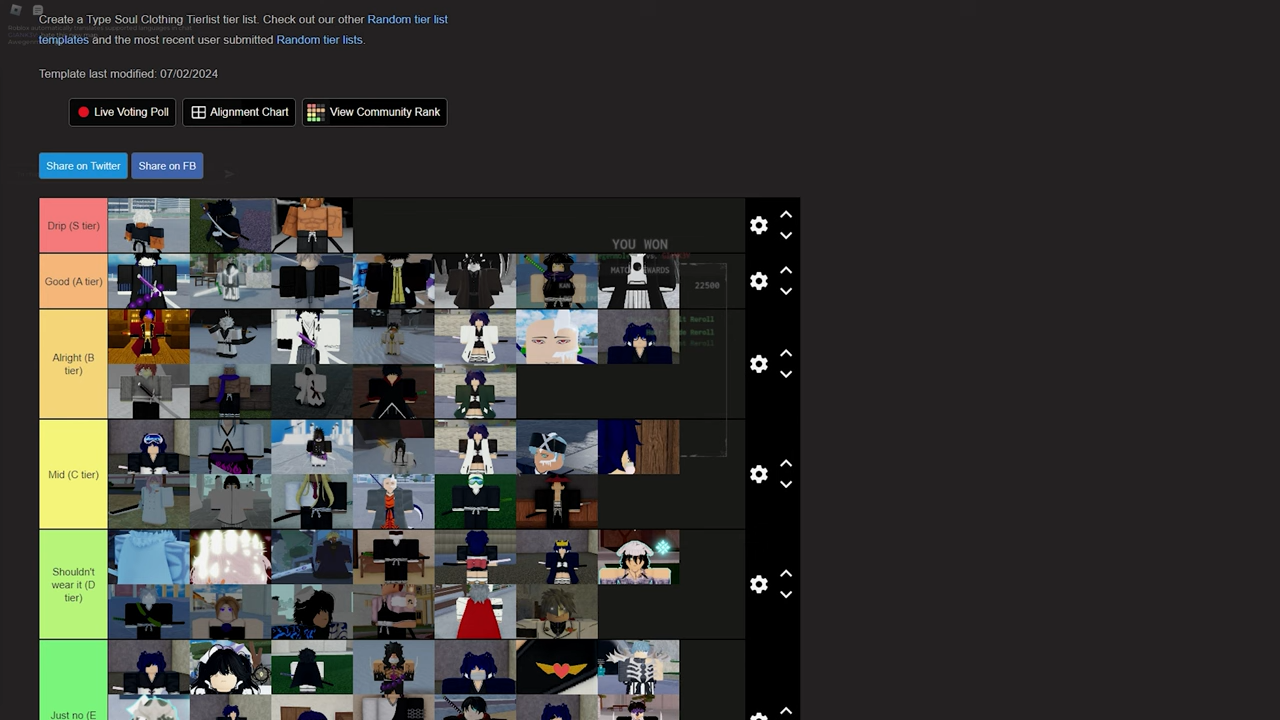 Create a Type Soul Clothing Tierlist tier list. Check out our other Random tier list
templates and the most recent user submitted Random tier lists.
Template last modified: 07/02/2024
Live Voting Poll
Alignment Chart
View Community Rank
Share on Twitter
Share on FB
Drip (S tier)
YOU WON
Good (A tier)
22500
Alright (B
tier)
Mid (C tier)
Shouldn't
wear it (D
tier)
Just no (E